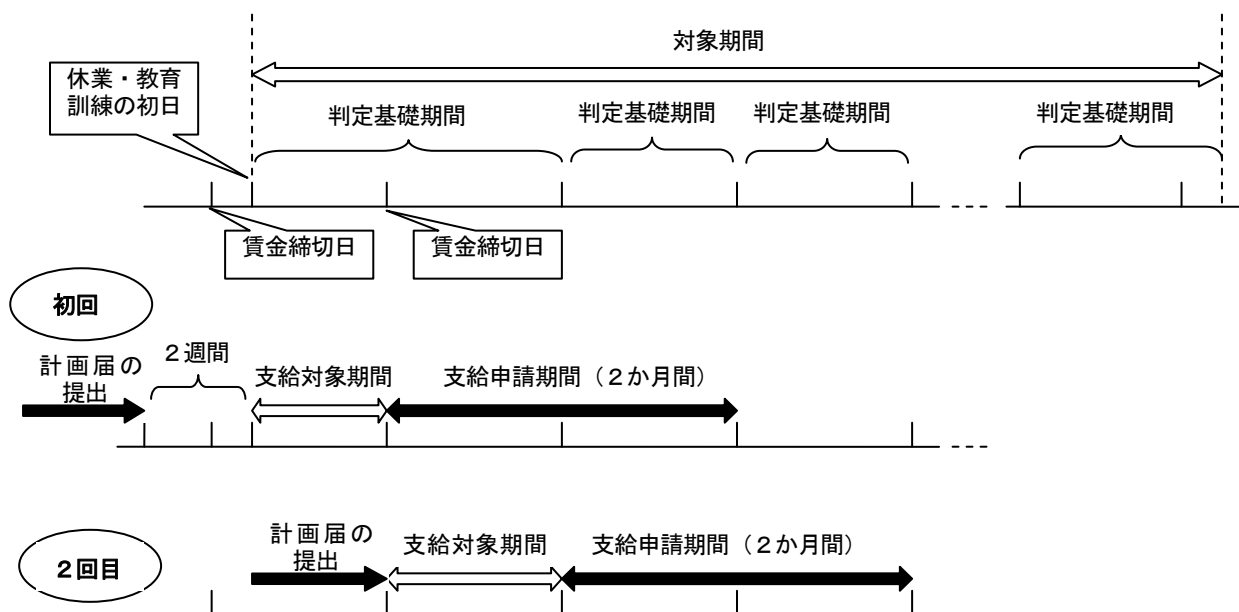 対象期間
休業・教育
訓練の初日
判定基礎期間
判定基礎期間
判定基礎期間
判定基礎期間
賃金締切日
賃金締切日
初回
計画届の
提出
２週間
支給対象期間
支給申請期間（２か月間）
２回目
計画届の
提出
支給対象期間
支給申請期間（２か月間）